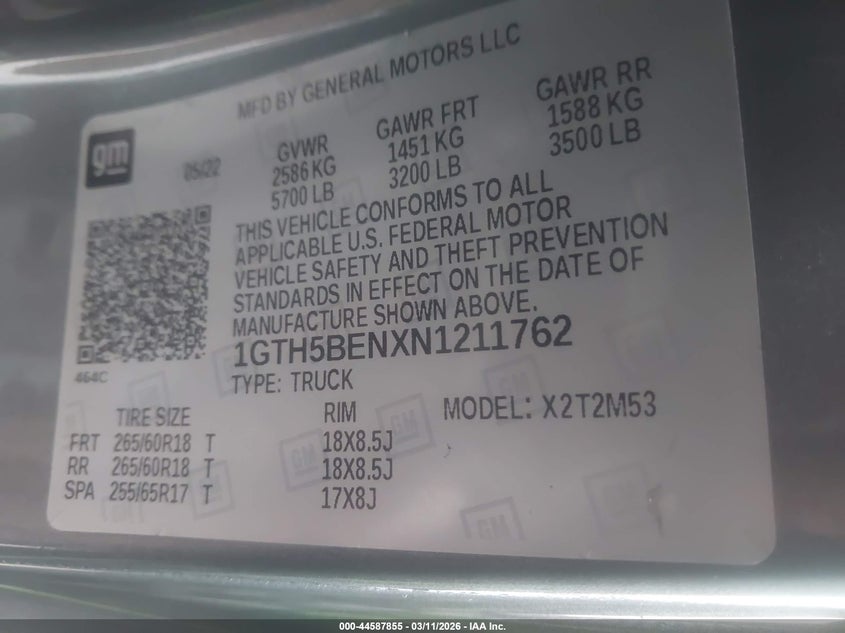 MFD BY GENERAL MOTORS LLC
gm
05/22
GVWR
2586 KG
5700 LB
GAWR FRT
1451 KG
3200 LB
GAWR RR
1588 KG
3500 LB
THIS VEHICLE CONFORMS TO ALL
APPLICABLE U.S. FEDERAL MOTOR
VEHICLE SAFETY AND THEFT PREVENTION
STANDARDS IN EFFECT ON THE DATE OF
MANUFACTURE SHOWN ABOVE.
1GTH5BENXN1211762
464C
TYPE: TRUCK
TIRE SIZE RIM MODEL: X2T2M53
FRT 265/60R18 T 18X8.5J
RR 265/60R18 T 18X8.5J
SPA 255/65R17 T 17X8J
GM
GM
GM
GM
000-44587855 — 03/11/2026 — IAA Inc.